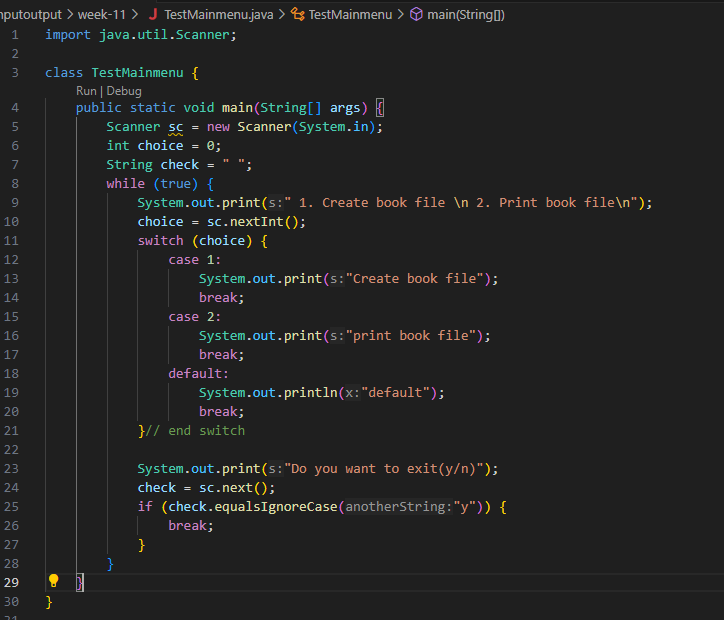 nputoutput > week-11 > J TestMainmenu.java > TestMainmenu > main(String[])
1 import java.util.Scanner;
2
3 class TestMainmenu {
Run | Debug
4 public static void main(String[] args) {
5 Scanner sc = new Scanner(System.in);
6 int choice = 0;
7 String check = " ";
8 while (true) {
9 System.out.print(s:" 1. Create book file \n 2. Print book file\n");
10 choice = sc.nextInt();
11 switch (choice) {
12 case 1:
13 System.out.print(s:"Create book file");
14 break;
15 case 2:
16 System.out.print(s:"print book file");
17 break;
18 default:
19 System.out.println(x:"default");
20 break;
21 }// end switch
22
23 System.out.print(s:"Do you want to exit(y/n)");
24 check = sc.next();
25 if (check.equalsIgnoreCase(anotherString:"y")) {
26 break;
27 }
28 }
29 }
30 }
31